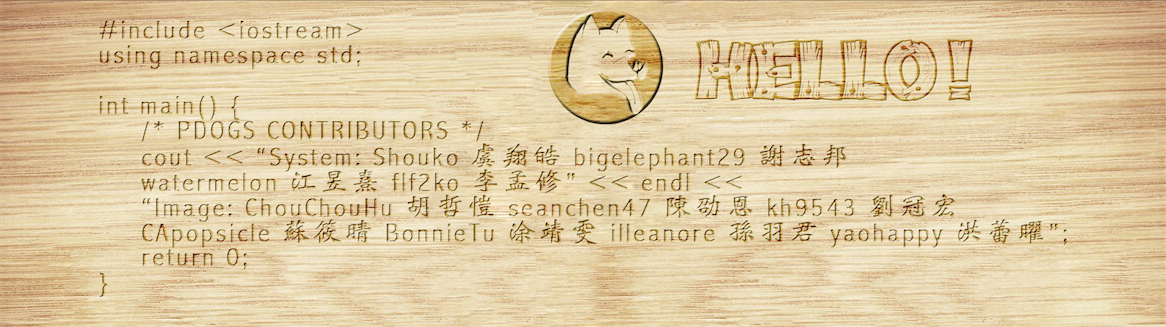 #include <iostream>
using namespace std;
HELLO!
int main() {
/* PDOGS CONTRIBUTORS */
cout << “System: Shouko 虞翔皓 bigelephant29 謝志邦
watermelon 江昱熹 flf2ko 李孟修” << endl <<
“Image: ChouChouHu 胡哲愷 seanchen47 陳劭恩 kh9543 劉冠宏
CApopsicle 蘇筱晴 BonnieTu 涂靖雯 illeanore 孫羽君 yaohappy 洪蕾曜”;
return 0;
}